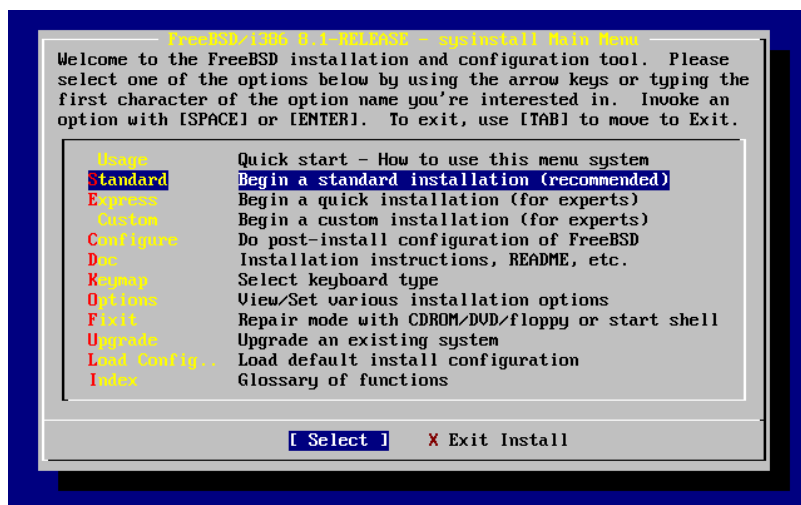 FreeBSD/i386 8.1-RELEASE - sysinstall Main Menu
Welcome to the FreeBSD installation and configuration tool.  Please
select one of the options below by using the arrow keys or typing the
first character of the option name you're interested in.  Invoke an
option with [SPACE] or [ENTER].  To exit, use [TAB] to move to Exit.
Usage Quick start - How to use this menu system
Standard Begin a standard installation (recommended)
Express Begin a quick installation (for experts)
Custom Begin a custom installation (for experts)
Configure Do post-install configuration of FreeBSD
Doc Installation instructions, README, etc.
Keymap Select keyboard type
Options View/Set various installation options
Fixit Repair mode with CDROM/DVD/floppy or start shell
Upgrade Upgrade an existing system
Load Config.. Load default install configuration
Index Glossary of functions
[ Select ] X Exit Install